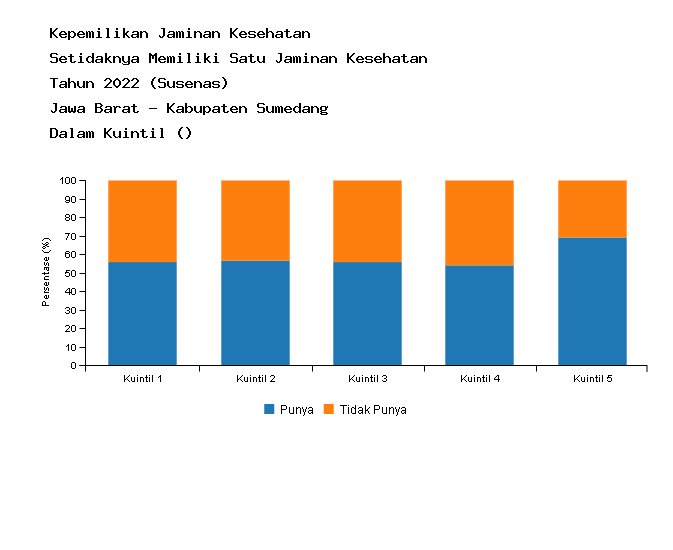 Kepemilikan Jaminan Kesehatan
Setidaknya Memiliki Satu Jaminan Kesehatan
Tahun 2022 (Susenas)
Jawa Barat - Kabupaten Sumedang
Dalam Kuintil ()
100
90
80
70
60
50
40
30
20
10
0
Persentase (%)
Kuintil 1 Kuintil 2 Kuintil 3 Kuintil 4 Kuintil 5
Punya Tidak Punya